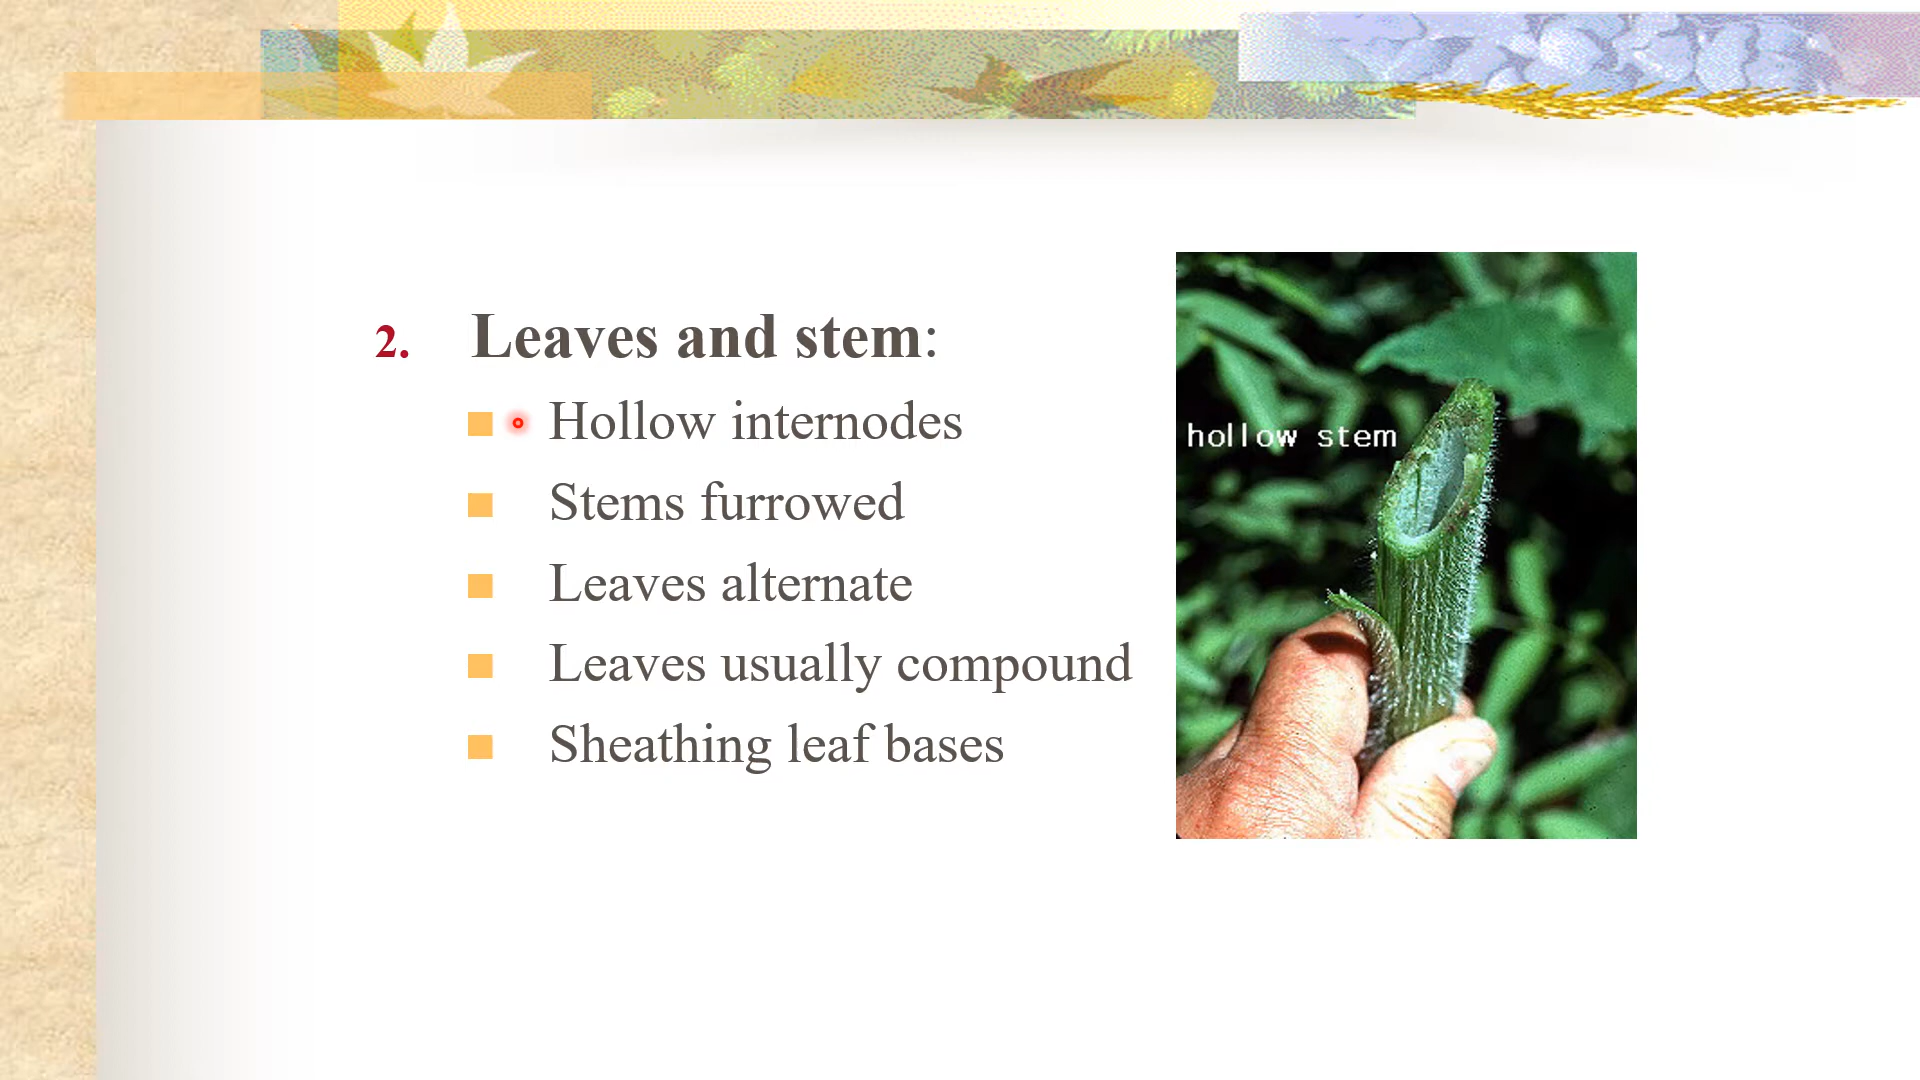 2. Leaves and stem:
Hollow internodes
Stems furrowed
Leaves alternate
Leaves usually compound
Sheathing leaf bases
hollow stem